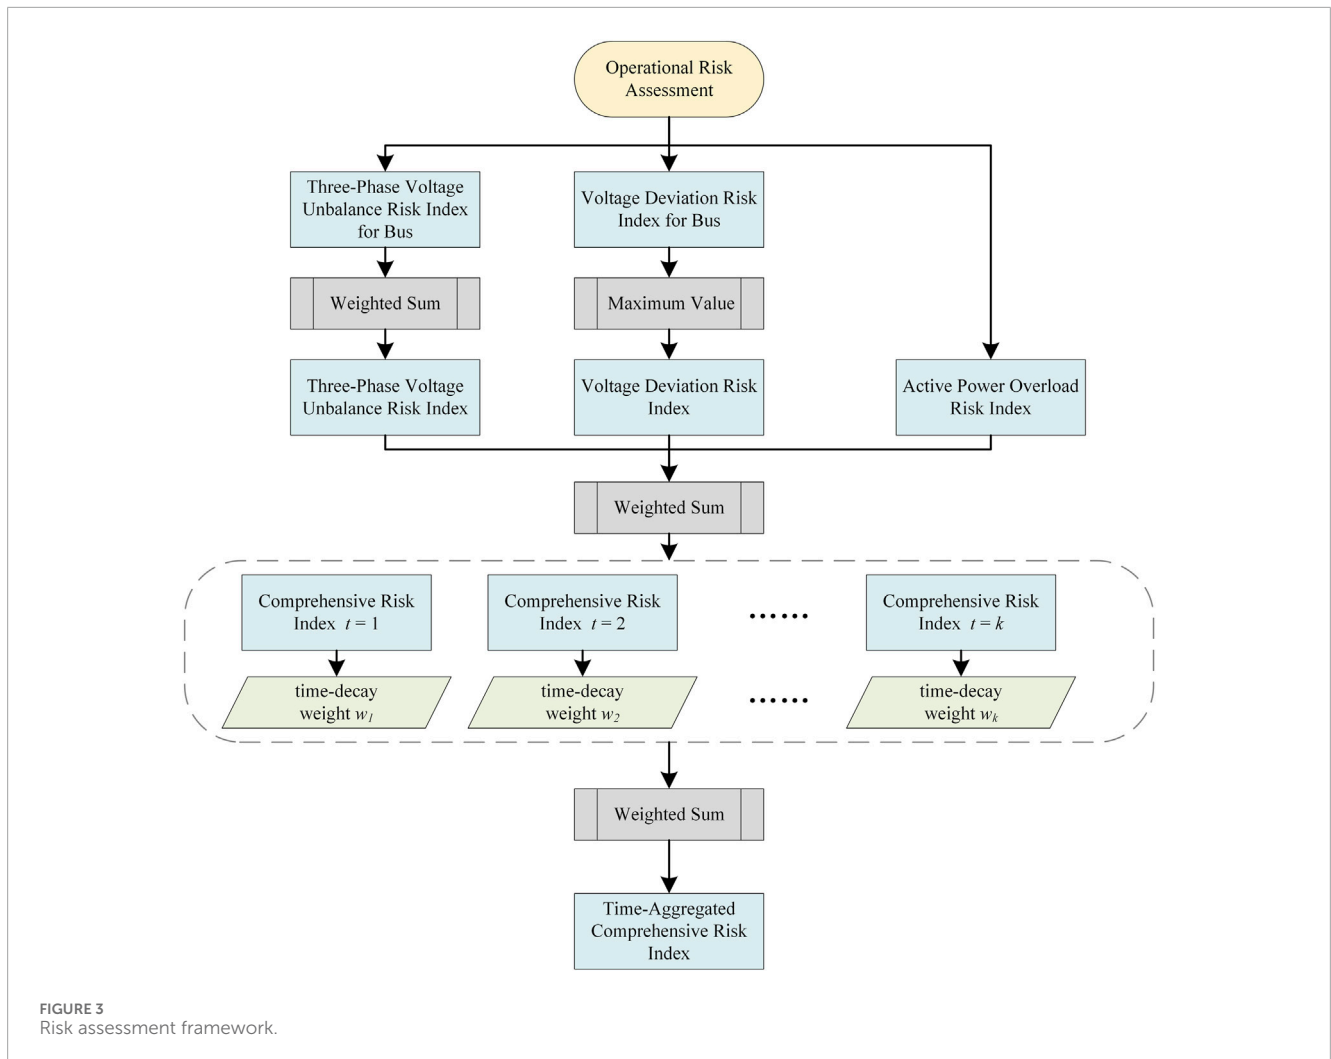 Operational Risk
Assessment
Three-Phase Voltage
Unbalance Risk Index
for Bus
Voltage Deviation Risk
Index for Bus
Weighted Sum
Maximum Value
Three-Phase Voltage
Unbalance Risk Index
Voltage Deviation Risk
Index
Active Power Overload
Risk Index
Weighted Sum
Comprehensive Risk
Index t = 1
Comprehensive Risk
Index t = 2
......
Comprehensive Risk
Index t = k
time-decay
weight w1
time-decay
weight w2
......
time-decay
weight wk
Weighted Sum
Time-Aggregated
Comprehensive Risk
Index
FIGURE 3
Risk assessment framework.